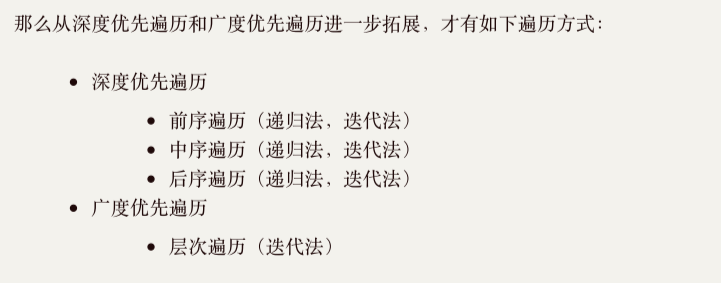 那么从深度优先遍历和广度优先遍历进一步拓展，才有如下遍历方式：
• 深度优先遍历
• 前序遍历（递归法，迭代法）
• 中序遍历（递归法，迭代法）
• 后序遍历（递归法，迭代法）
• 广度优先遍历
• 层次遍历（迭代法）